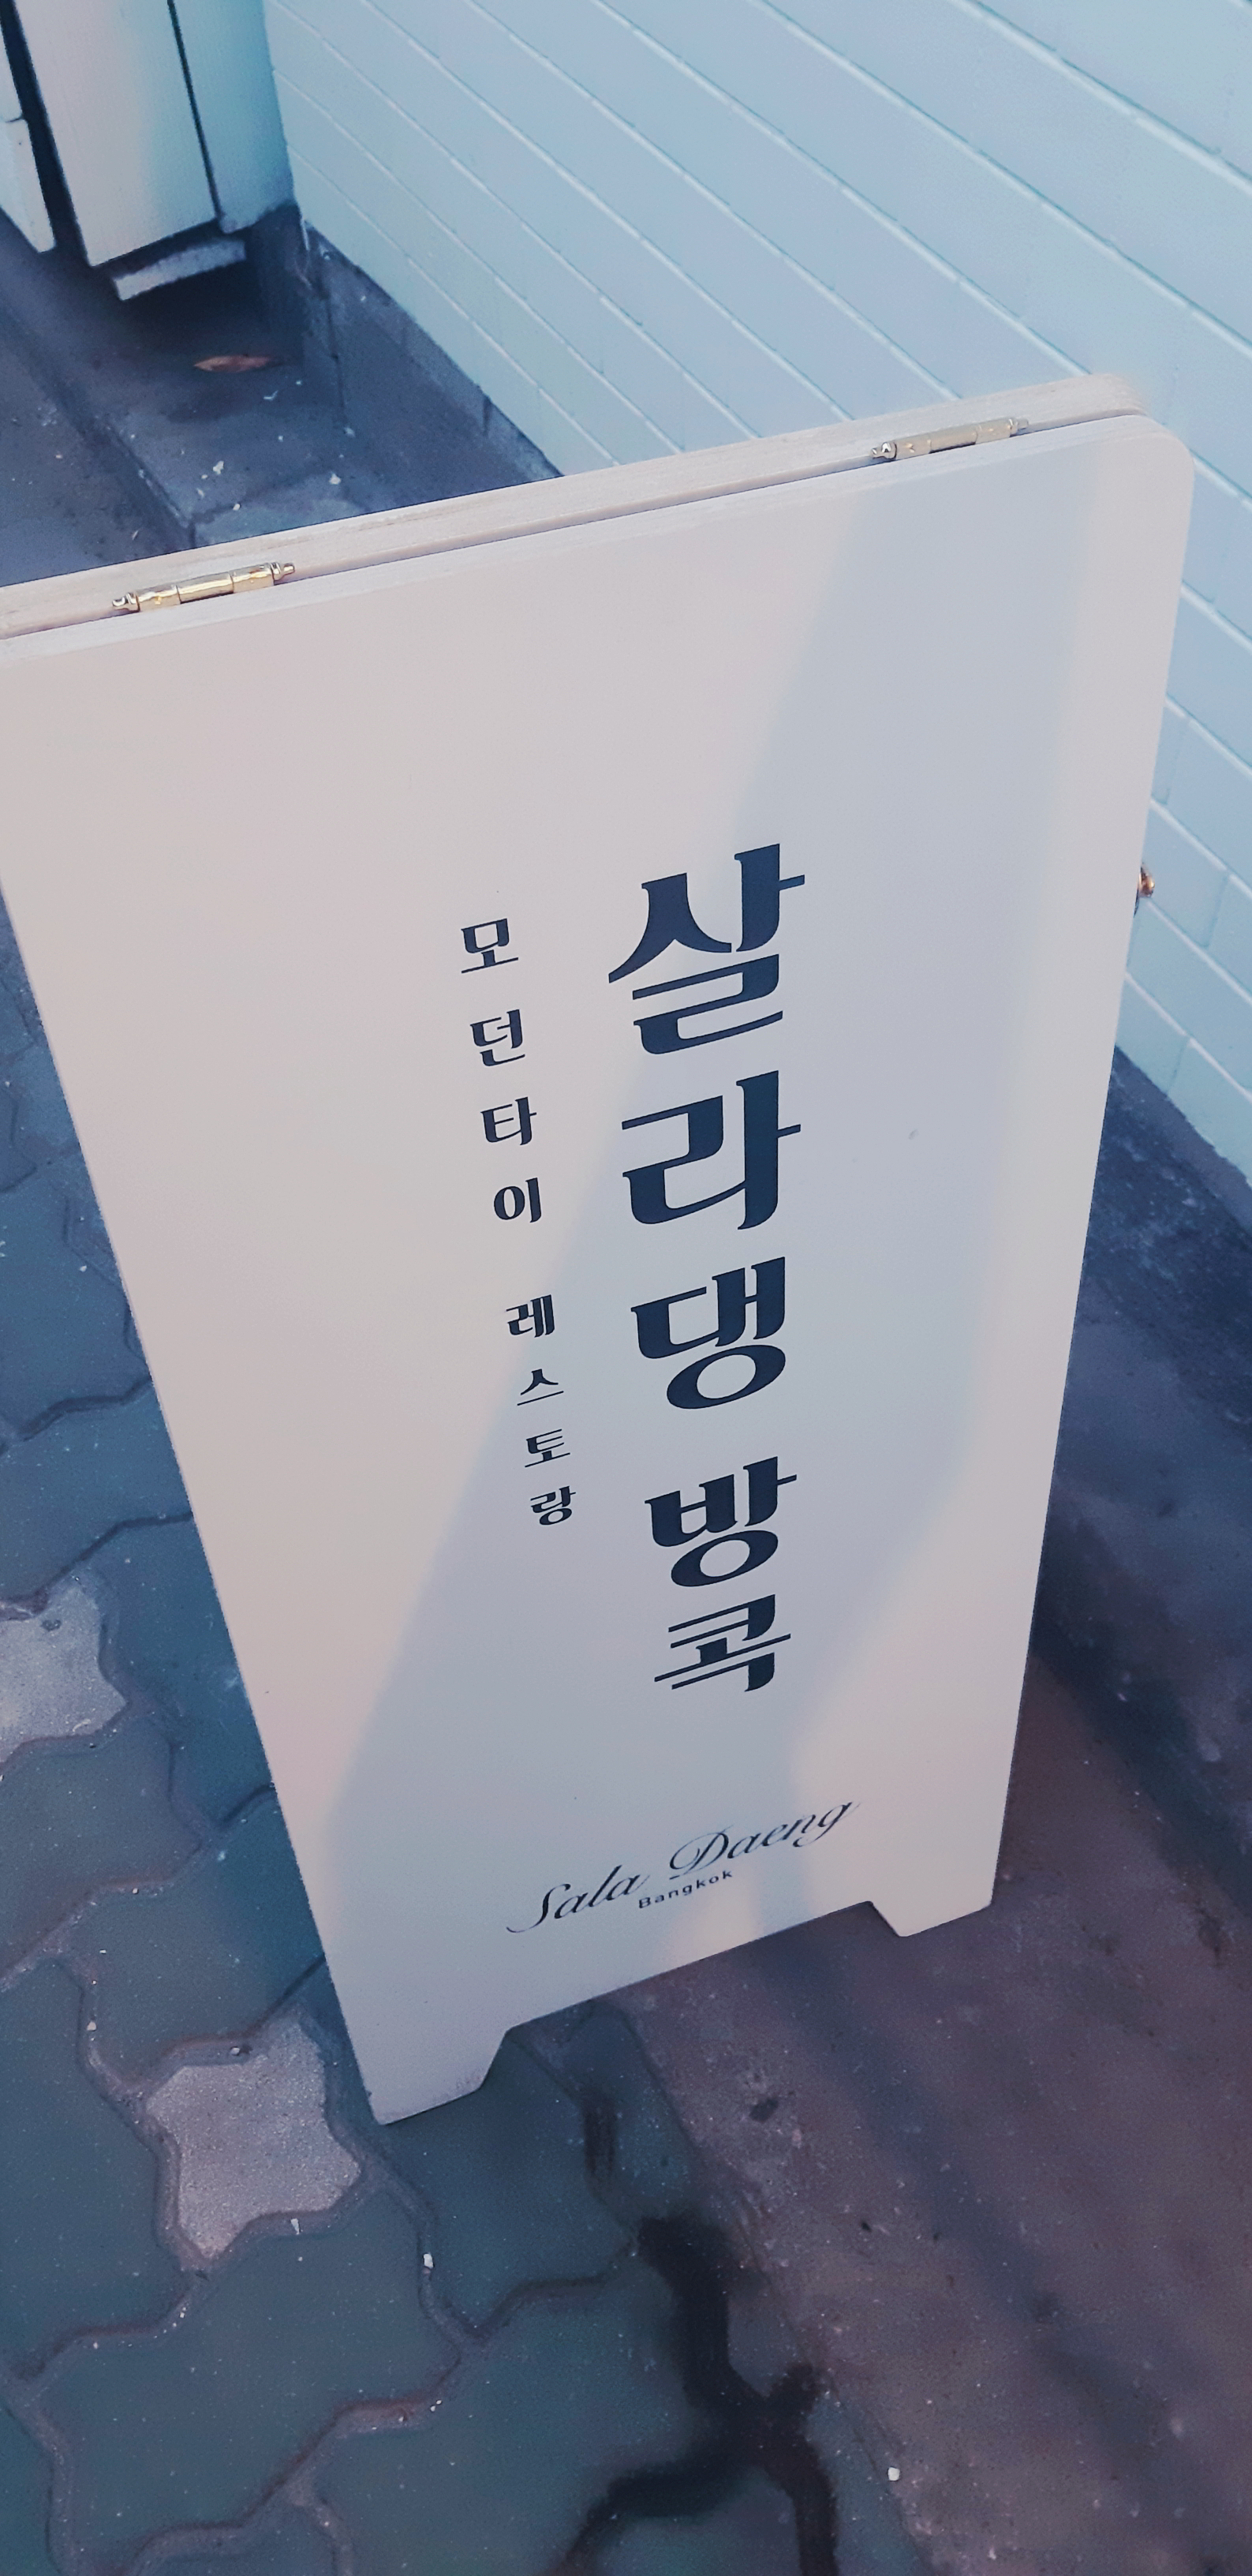 살라댕 방콕
모던타이 레스토랑
Sala Daeng
Bangkok